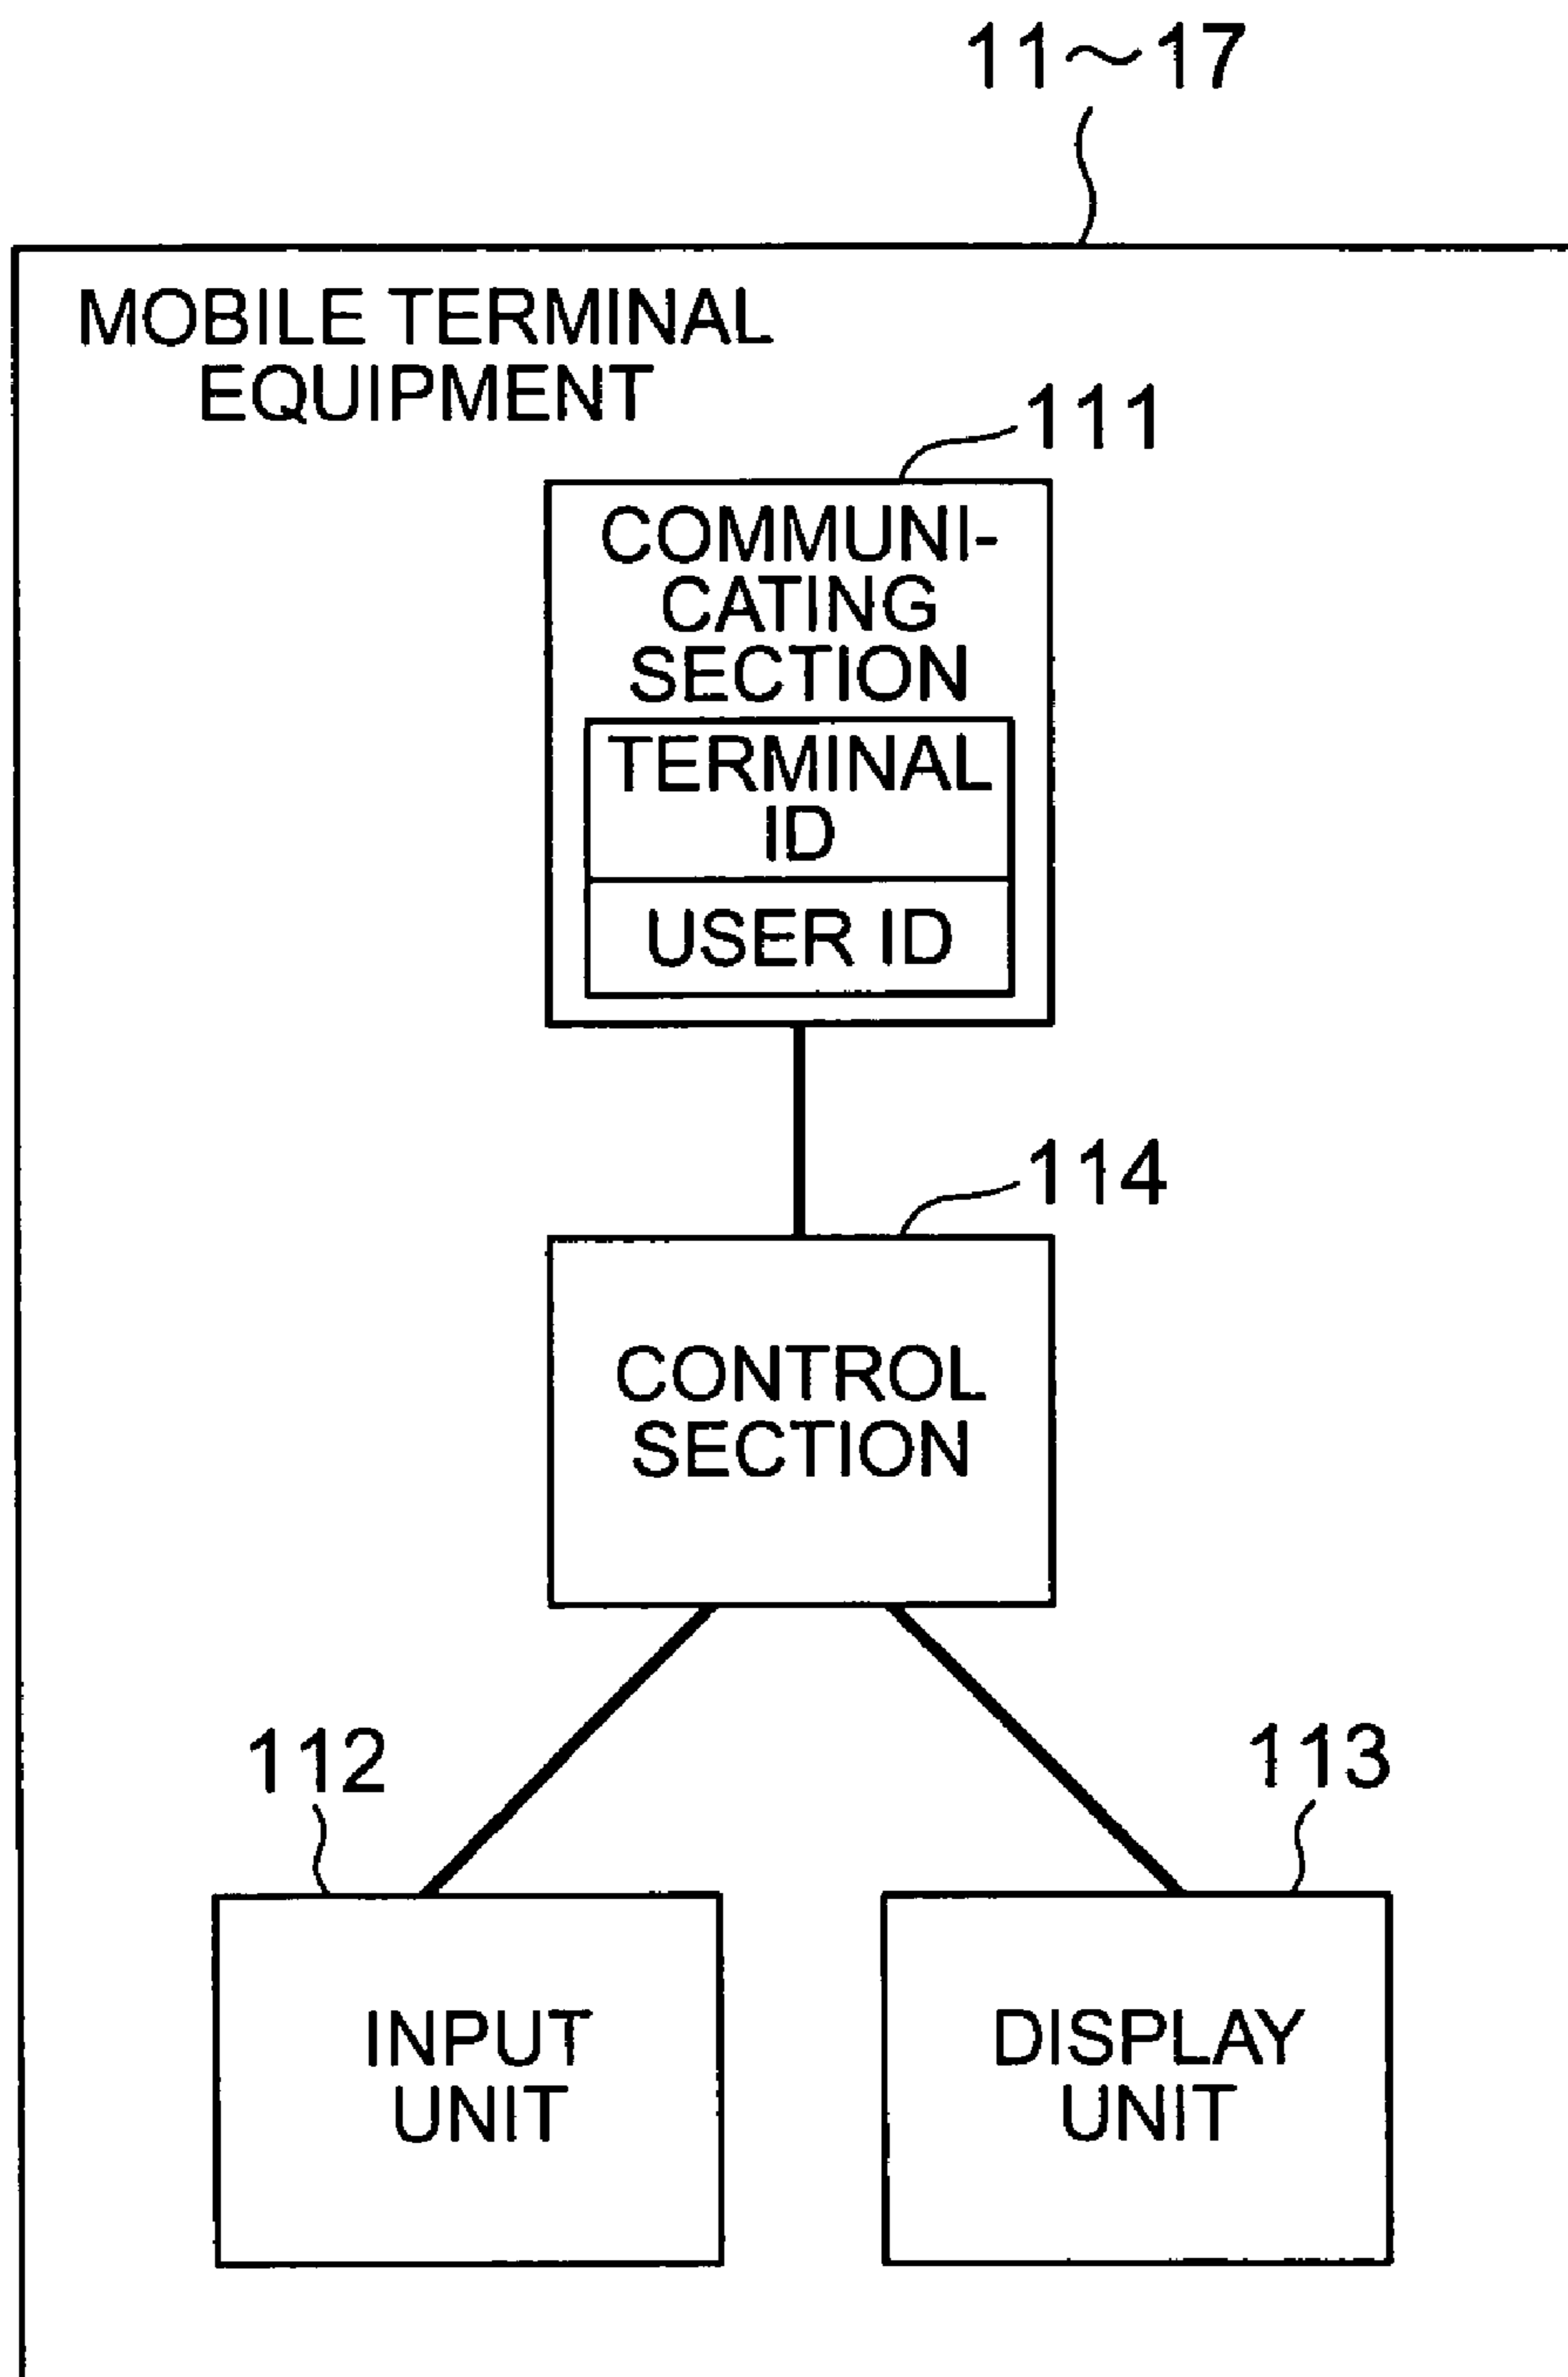 11～17
MOBILE TERMINAL
EQUIPMENT
111
COMMUNI-
CATING
SECTION
TERMINAL
ID
USER ID
114
CONTROL
SECTION
112
113
INPUT
UNIT
DISPLAY
UNIT